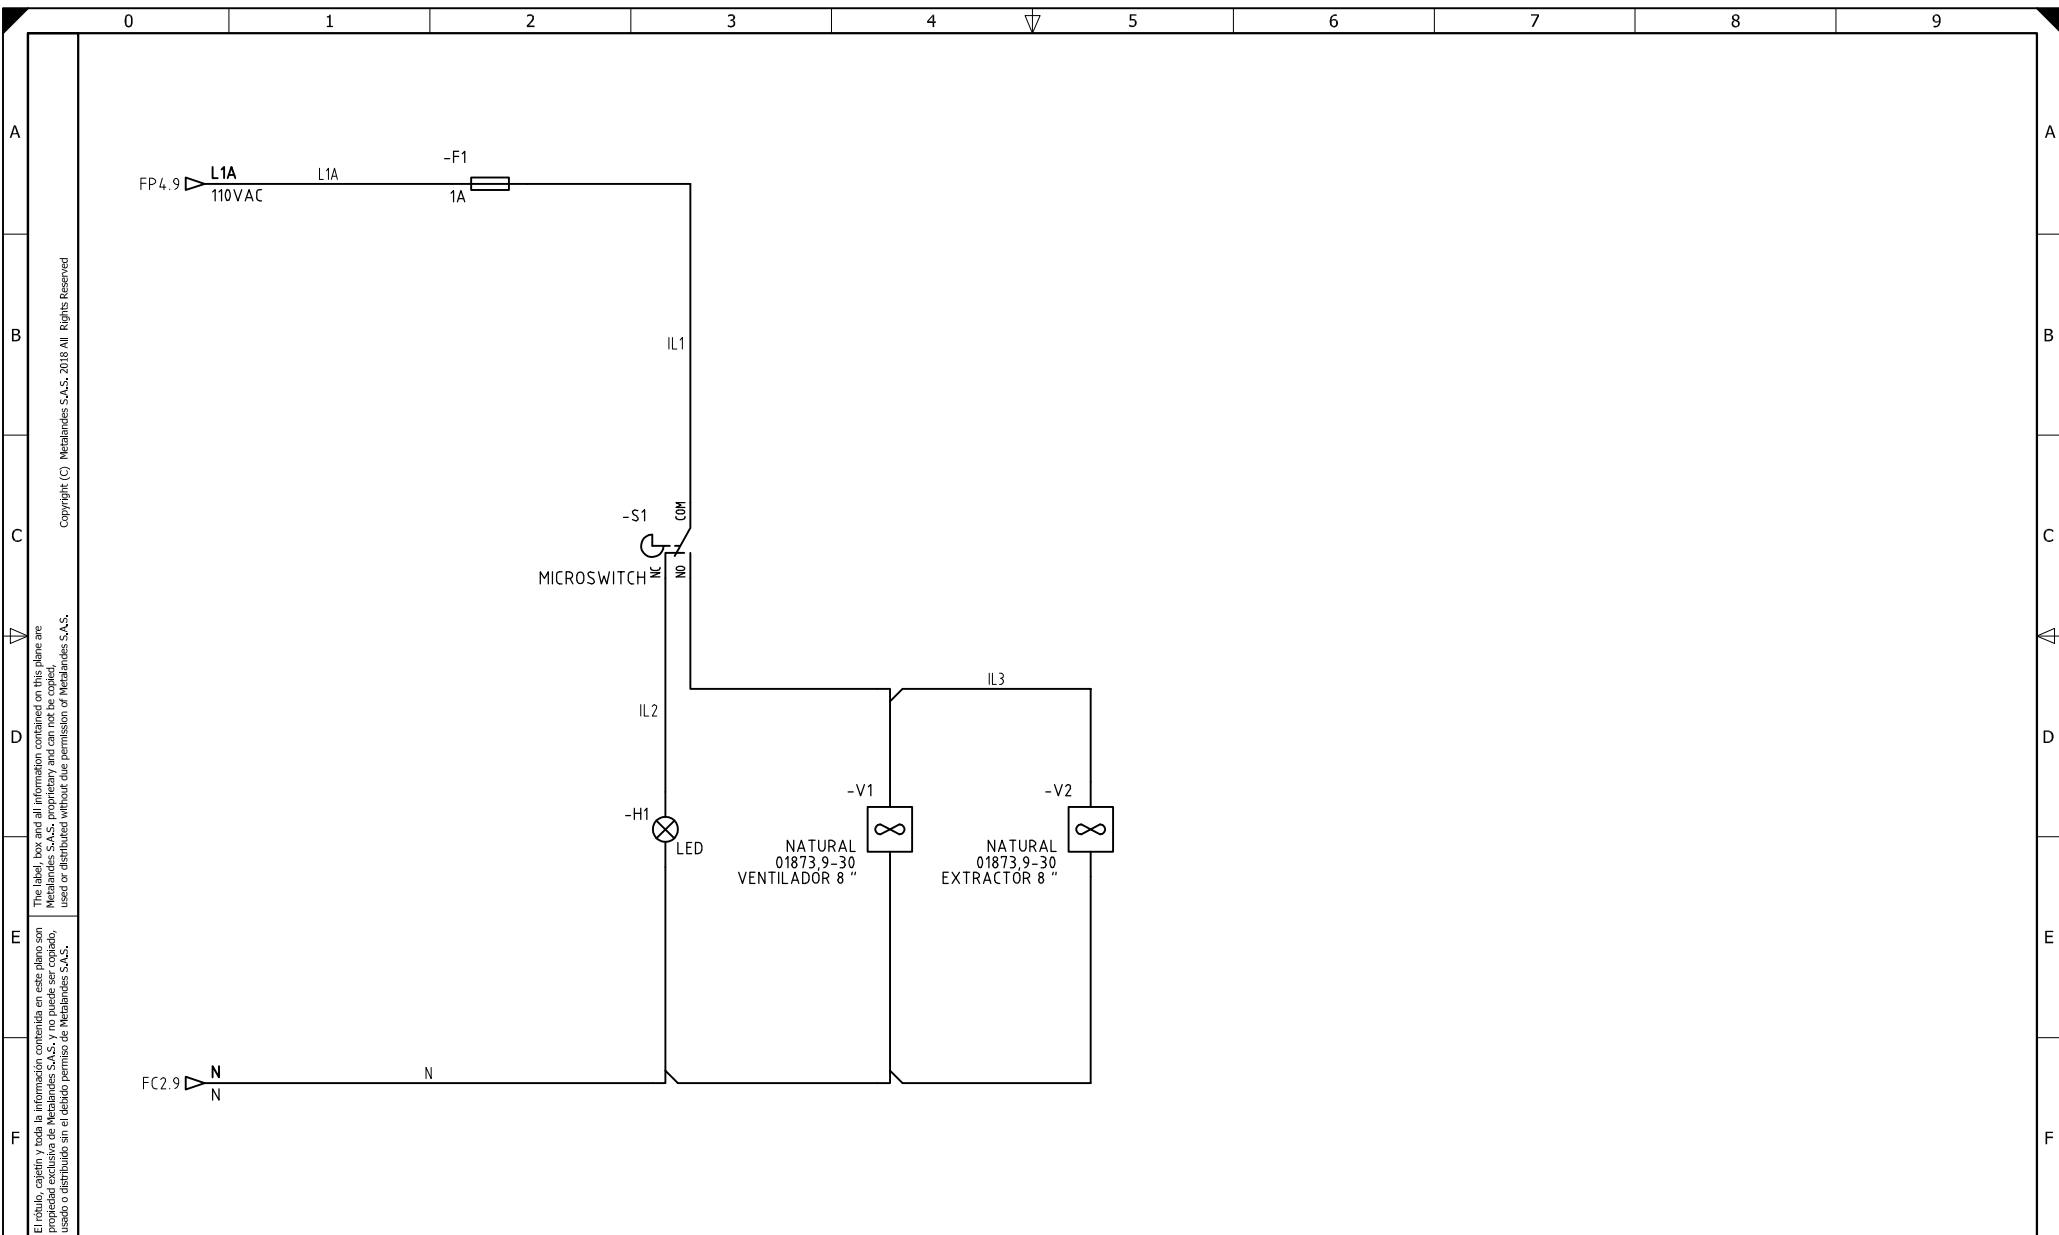 0 1 2 3 4 5 6 7 8 9
A A
-F1
FP4.9 L1A L1A
110VAC 1A
Copyright (C) Metalandes S.A.S. 2018 All Rights Reserved
B B
IL1
-S1 COM
C C
MICROSWITCH NC NO
The label, box and all information contained on this plane are
Metalandes S.A.S. proprietary and can not be copied,
used or distributed without due permission of Metalandes S.A.S.
IL3
IL2
D D
-V1 -V2
-H1
LED
NATURAL
01873,9-30
VENTILADOR 8 "
NATURAL
01873,9-30
EXTRACTOR 8 "
E E
El rótulo, cajetín y toda la información contenida en este plano son
propiedad exclusiva de Metalandes S.A.S. y no puede ser copiado,
usado o distribuido sin el debido permiso de Metalandes S.A.S.
FC2.9 N N
N
F F